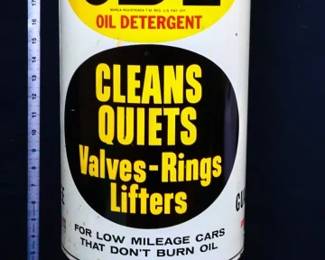 OIL DETERGENT
CLEANS
QUIETS
Valves-Rings
Lifters
FOR LOW MILEAGE CARS
THAT DON'T BURN OIL